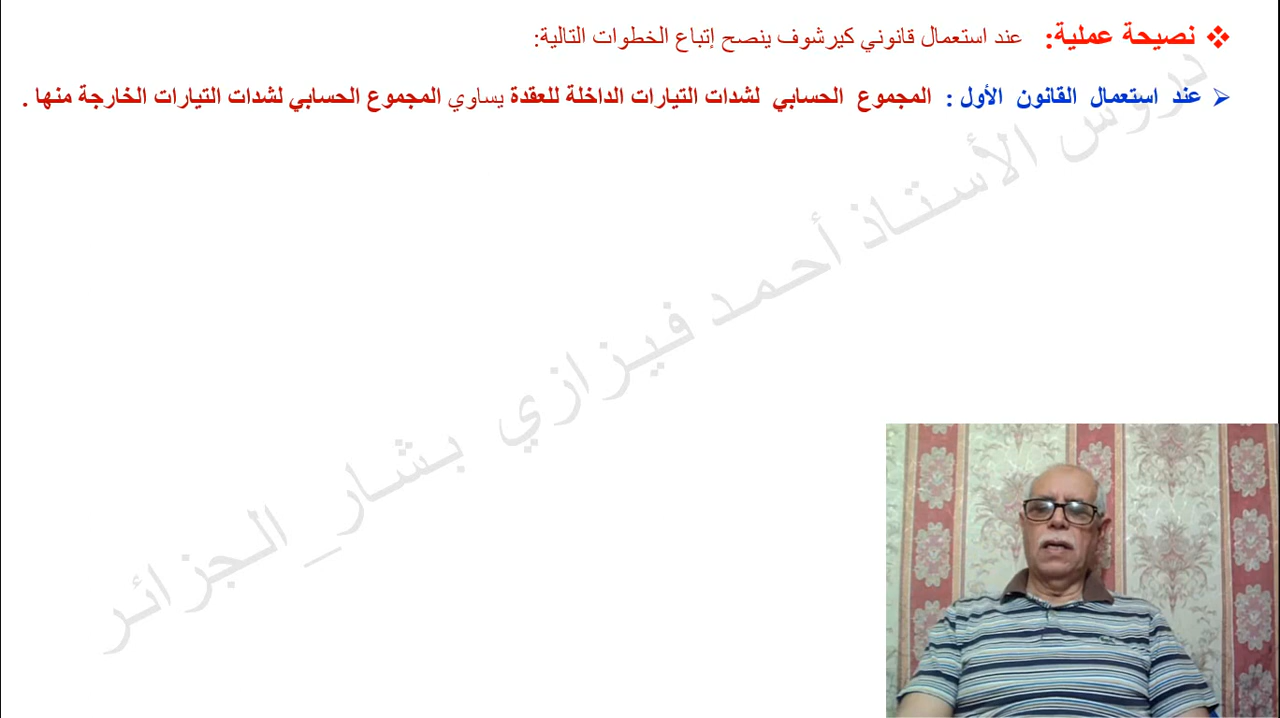 ❖ نصيحة عملية: عند استعمال قانوني كيرشوف ينصح إتباع الخطوات التالية:
➢ عند استعمال القانون الأول : المجموع الحسابي لشدات التيارات الداخلة للعقدة يساوي المجموع الحسابي لشدات التيارات الخارجة منها .
دروس الأستاذ أحمد فيزازي بشار_الجزائر